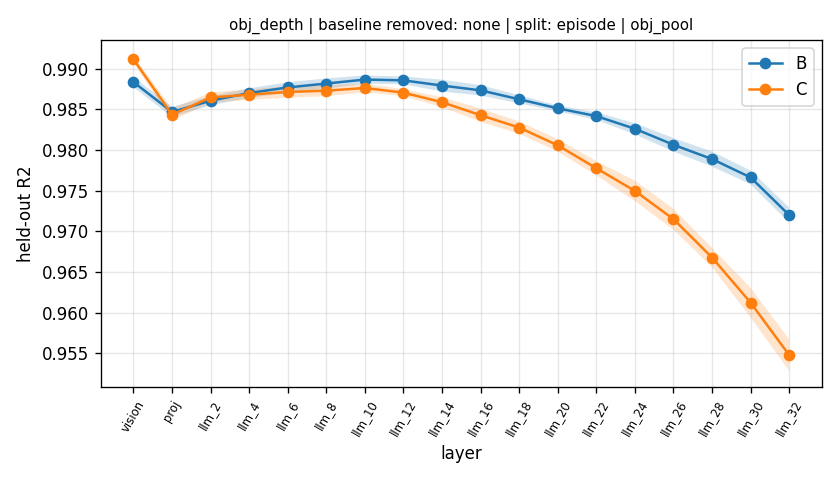 obj_depth | baseline removed: none | split: episode | obj_pool
B
C
held-out R2
0.990
0.985
0.980
0.975
0.970
0.965
0.960
0.955
vision
proj
llm_2
llm_4
llm_6
llm_8
llm_10
llm_12
llm_14
llm_16
llm_18
llm_20
llm_22
llm_24
llm_26
llm_28
llm_30
llm_32
layer